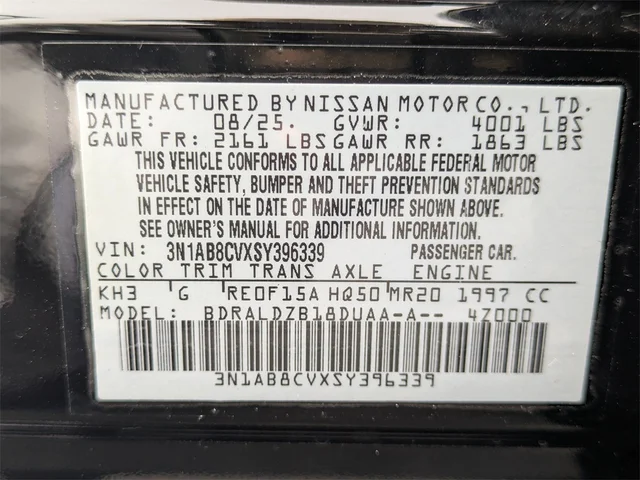 MANUFACTURED BY NISSAN MOTOR CO., LTD.
DATE: 08/25. GVWR: 4001 LBS
GAWR FR: 2161 LBS GAWR RR: 1863 LBS
THIS VEHICLE CONFORMS TO ALL APPLICABLE FEDERAL MOTOR
VEHICLE SAFETY, BUMPER AND THEFT PREVENTION STANDARDS
IN EFFECT ON THE DATE OF MANUFACTURE SHOWN ABOVE.
SEE OWNER'S MANUAL FOR ADDITIONAL INFORMATION.
VIN: 3N1AB8CVXSY396339 PASSENGER CAR.
COLOR TRIM TRANS AXLE ENGINE
KH3 G RE0F15A HQ50 MR20 1997 CC
MODEL: BDRALDZB18DUAA-A-- 4Z000
3N1AB8CVXSY396339